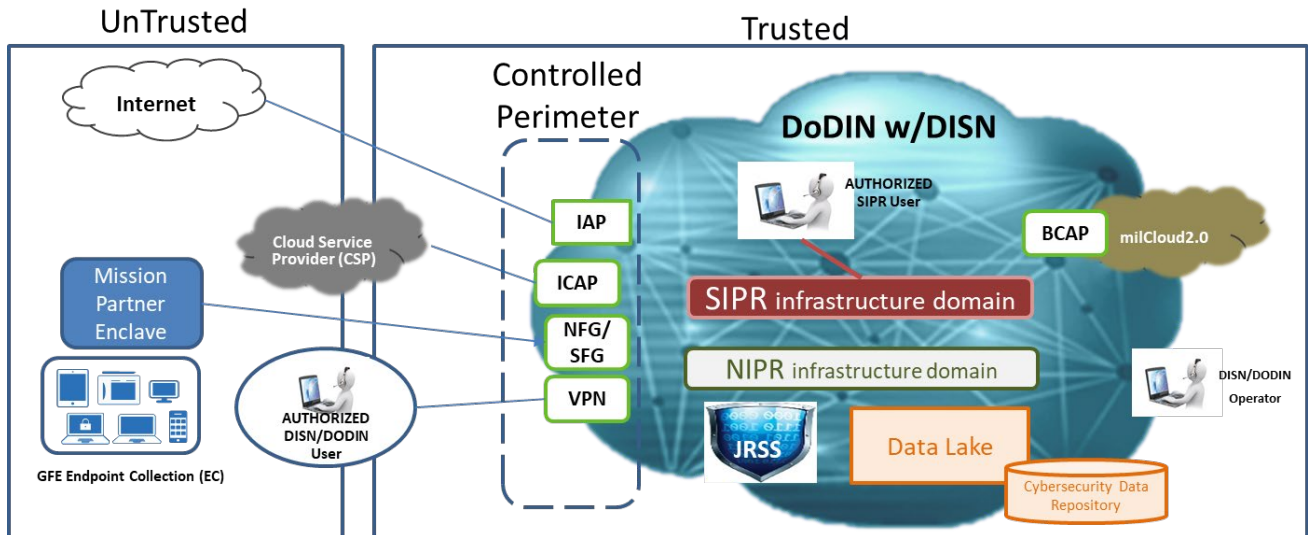 UnTrusted
Trusted
Internet
Controlled
Perimeter
DoDIN w/DISN
AUTHORIZED
SIPR User
IAP
BCAP
milCloud2.0
Cloud Service
Provider (CSP)
Mission
Partner
Enclave
ICAP
SIPR infrastructure domain
NFG/
SFG
NIPR infrastructure domain
VPN
AUTHORIZED
DISN/DODIN
User
DISN/DODIN
Operator
JRSS
Data Lake
GFE Endpoint Collection (EC)
Cybersecurity Data
Repository